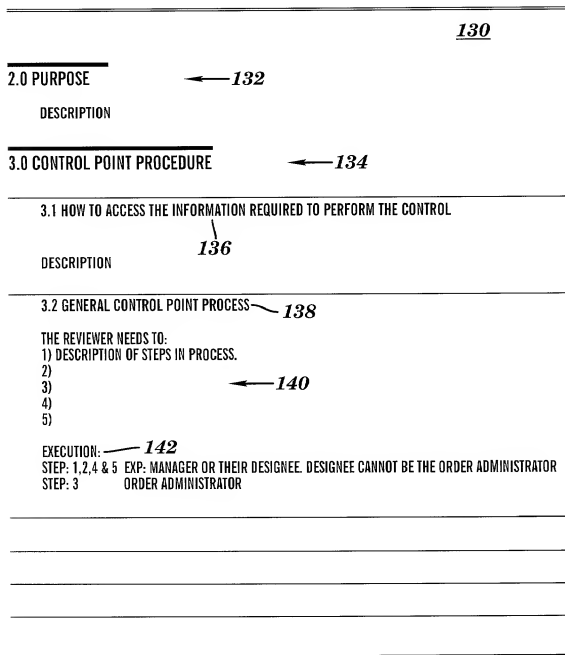 130
2.0 PURPOSE 132
DESCRIPTION
3.0 CONTROL POINT PROCEDURE 134
3.1 HOW TO ACCESS THE INFORMATION REQUIRED TO PERFORM THE CONTROL
136
DESCRIPTION
3.2 GENERAL CONTROL POINT PROCESS 138
THE REVIEWER NEEDS TO:
1) DESCRIPTION OF STEPS IN PROCESS.
2)
3) 140
4)
5)
EXECUTION: 142
STEP: 1,2,4 & 5 EXP: MANAGER OR THEIR DESIGNEE. DESIGNEE CANNOT BE THE ORDER ADMINISTRATOR
STEP: 3 ORDER ADMINISTRATOR